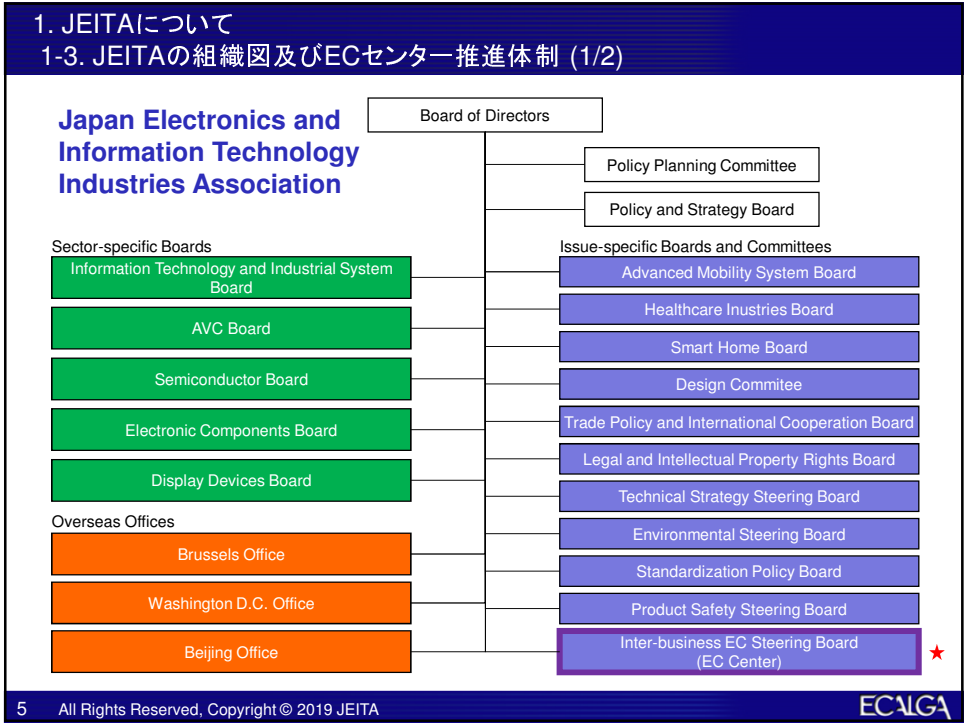 1. JEITAについて
1-3. JEITAの組織図及びECセンター推進体制 (1/2)
Japan Electronics and
Information Technology
Industries Association
Board of Directors
Policy Planning Committee
Policy and Strategy Board
Sector-specific Boards
Information Technology and Industrial System
Board
AVC Board
Semiconductor Board
Electronic Components Board
Display Devices Board
Overseas Offices
Brussels Office
Washington D.C. Office
Beijing Office
Issue-specific Boards and Committees
Advanced Mobility System Board
Healthcare Inustries Board
Smart Home Board
Design Commitee
Trade Policy and International Cooperation Board
Legal and Intellectual Property Rights Board
Technical Strategy Steering Board
Environmental Steering Board
Standardization Policy Board
Product Safety Steering Board
Inter-business EC Steering Board
(EC Center)
★
5 All Rights Reserved, Copyright © 2019 JEITA
ECALGA